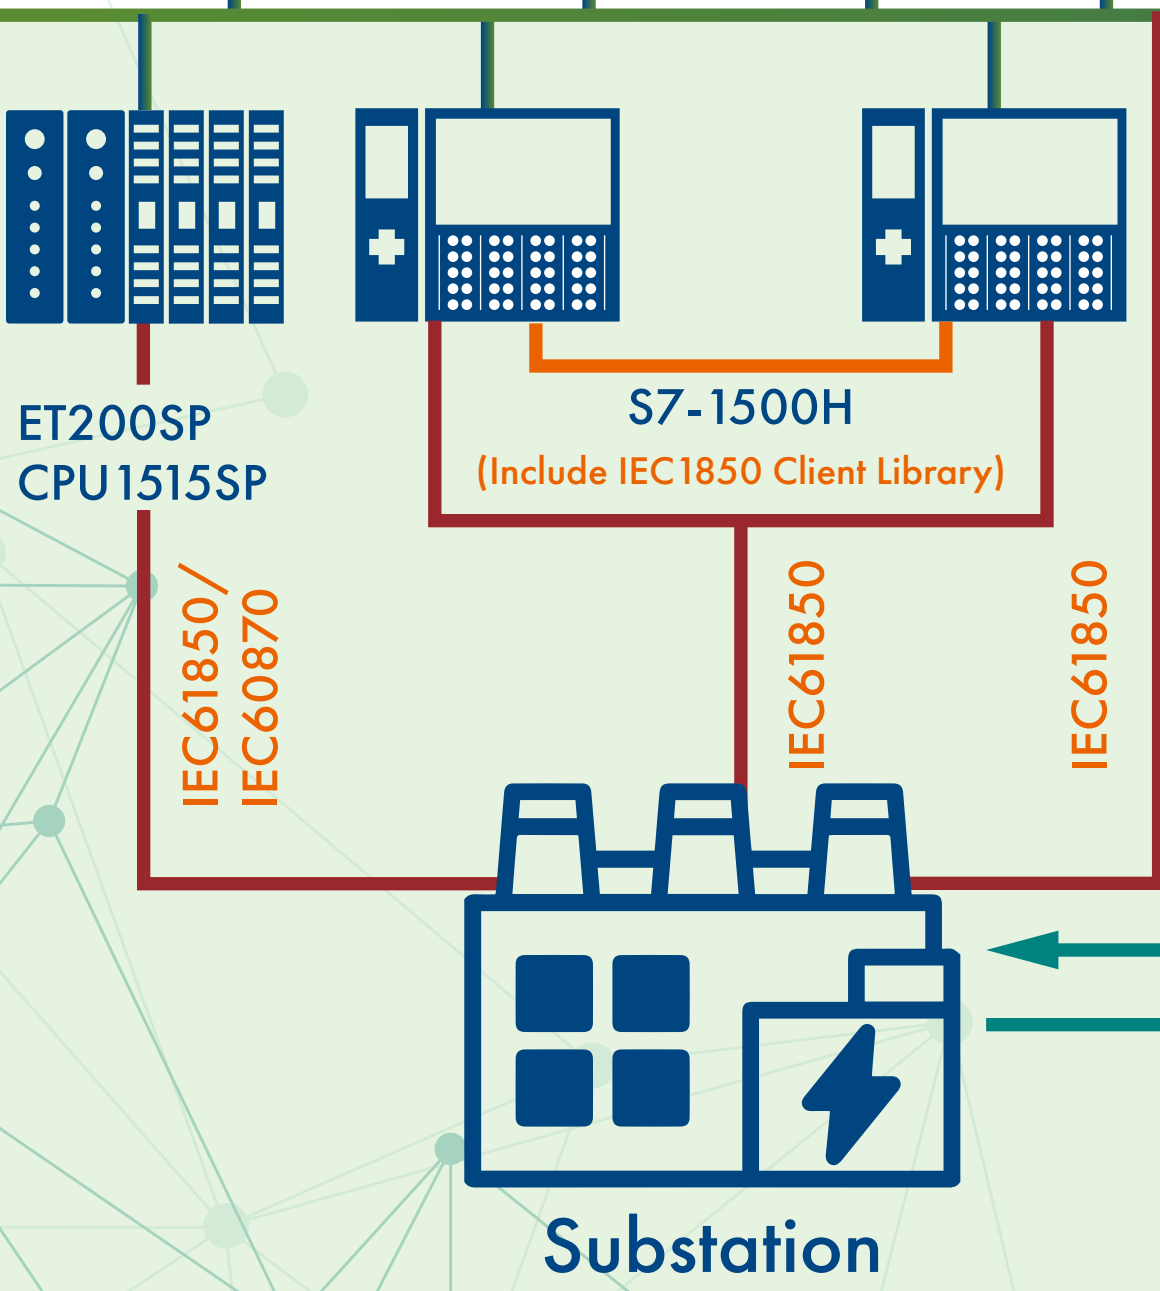 ET200SP
CPU1515SP
S7-1500H
(Include IEC1850 Client Library)
IEC61850/
IEC60870
IEC61850
IEC61850
Substation